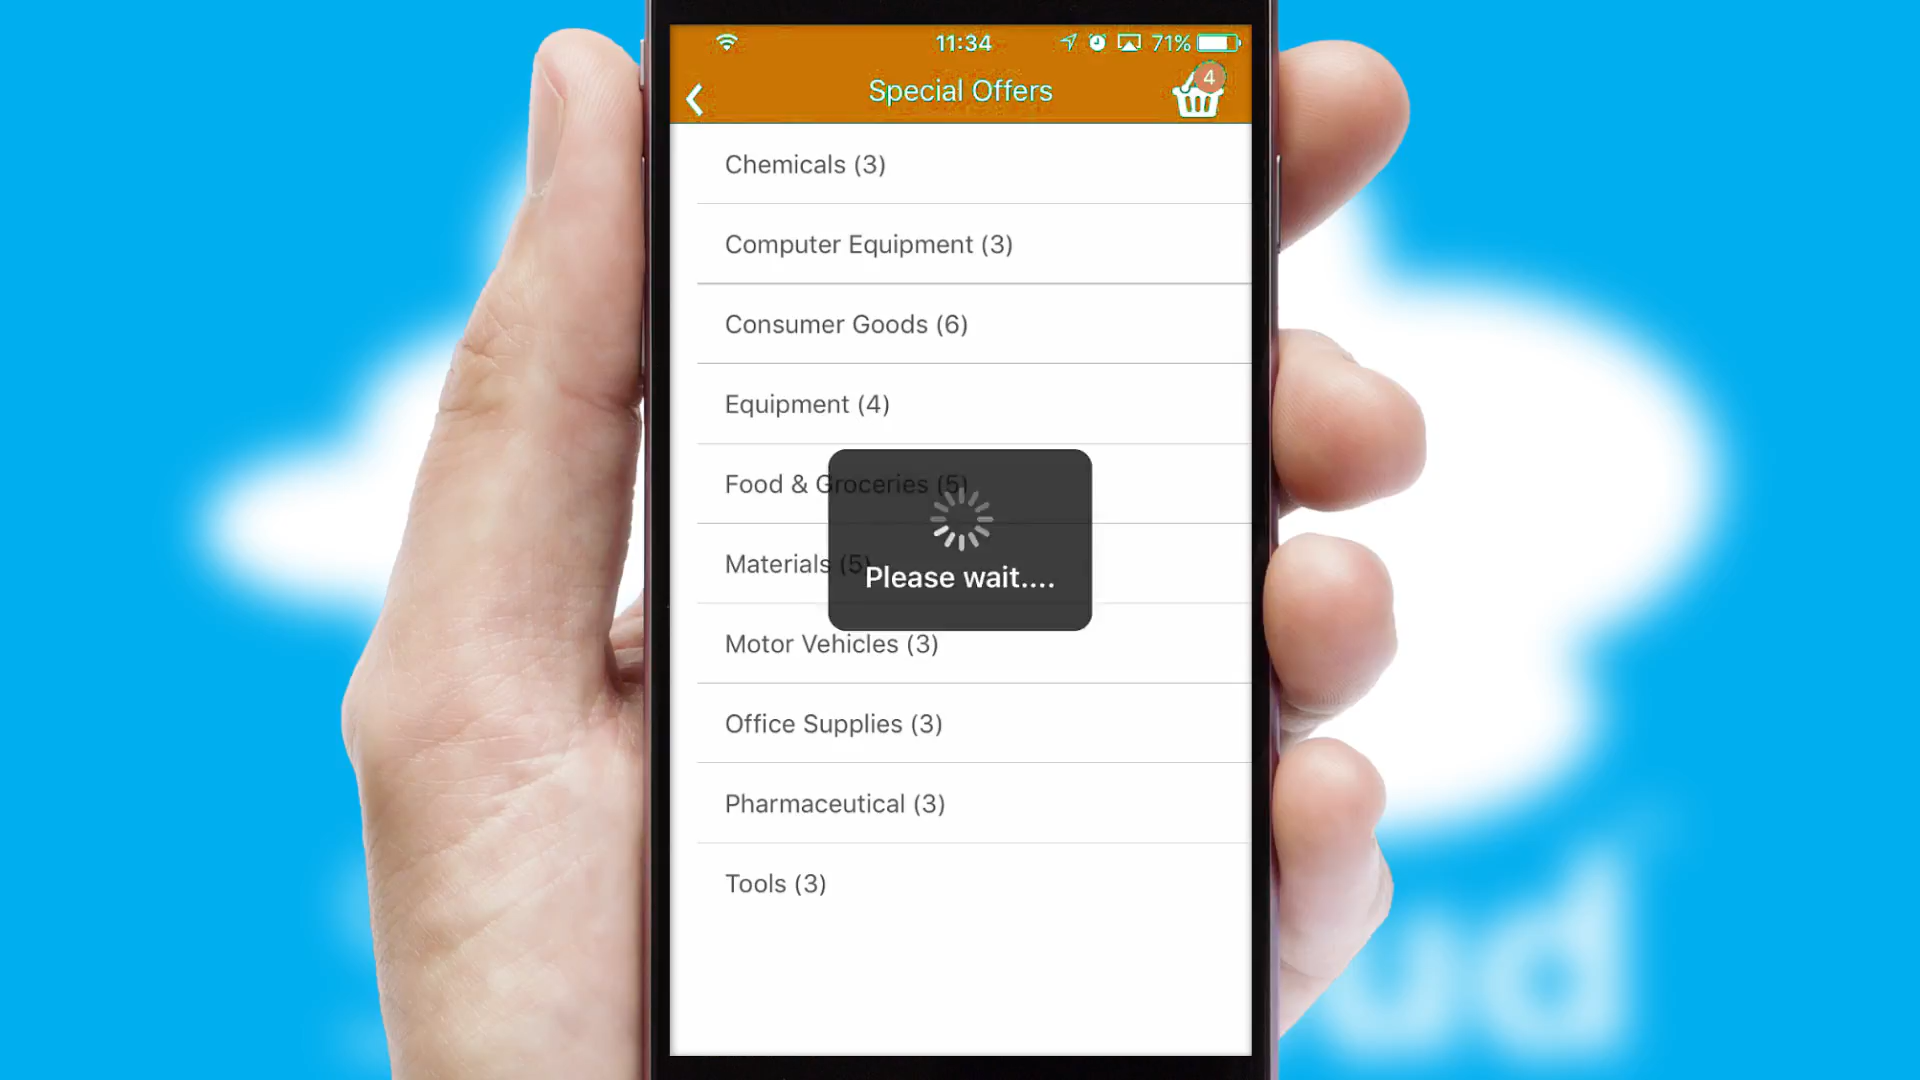 11:34
71%
Special Offers
4
Chemicals (3)
Computer Equipment (3)
Consumer Goods (6)
Equipment (4)
Food & Groceries (5)
Materials (5)
Please wait....
Motor Vehicles (3)
Office Supplies (3)
Pharmaceutical (3)
Tools (3)
ud